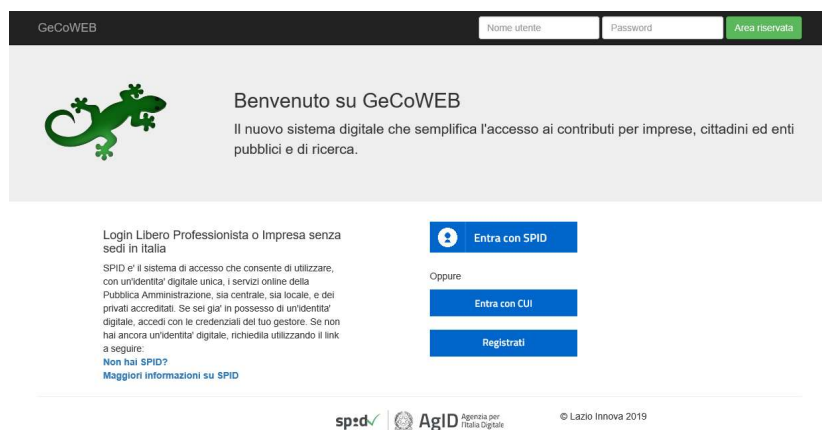 GeCoWEB
Nome utente
Password
Area riservata
Benvenuto su GeCoWEB
Il nuovo sistema digitale che semplifica l'accesso ai contributi per imprese, cittadini ed enti
pubblici e di ricerca.
Login Libero Professionista o Impresa senza
sedi in italia
SPID e' il sistema di accesso che consente di utilizzare,
con un'identita' digitale unica, i servizi online della
Pubblica Amministrazione, sia centrale, sia locale, e dei
privati accreditati. Se sei gia' in possesso di un'identita'
digitale, accedi con le credenziali del tuo gestore. Se non
hai ancora un'identita' digitale, richiedila utilizzando il link
a seguire:
Non hai SPID?
Maggiori informazioni su SPID
Entra con SPID
Oppure
Entra con CUI
Registrati
spid
AgID
Agenzia per
l'Italia Digitale
© Lazio Innova 2019